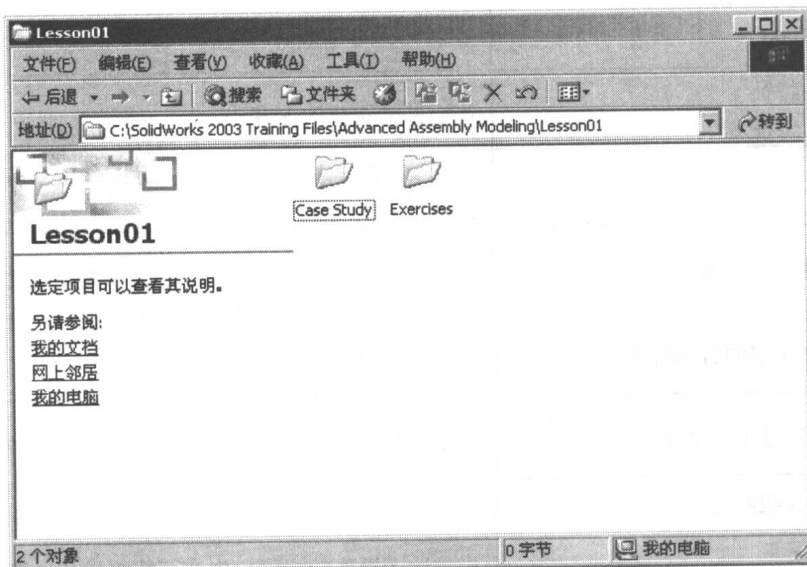 Lesson01
文件(F) 编辑(E) 查看(V) 收藏(A) 工具(T) 帮助(H)
后退 搜索 文件夹
地址(D) C:\SolidWorks 2003 Training Files\Advanced Assembly Modeling\Lesson01 转到
Case Study Exercises
Lesson01
选定项目可以查看其说明。
另请参阅:
我的文档
网上邻居
我的电脑
2 个对象 0 字节 我的电脑